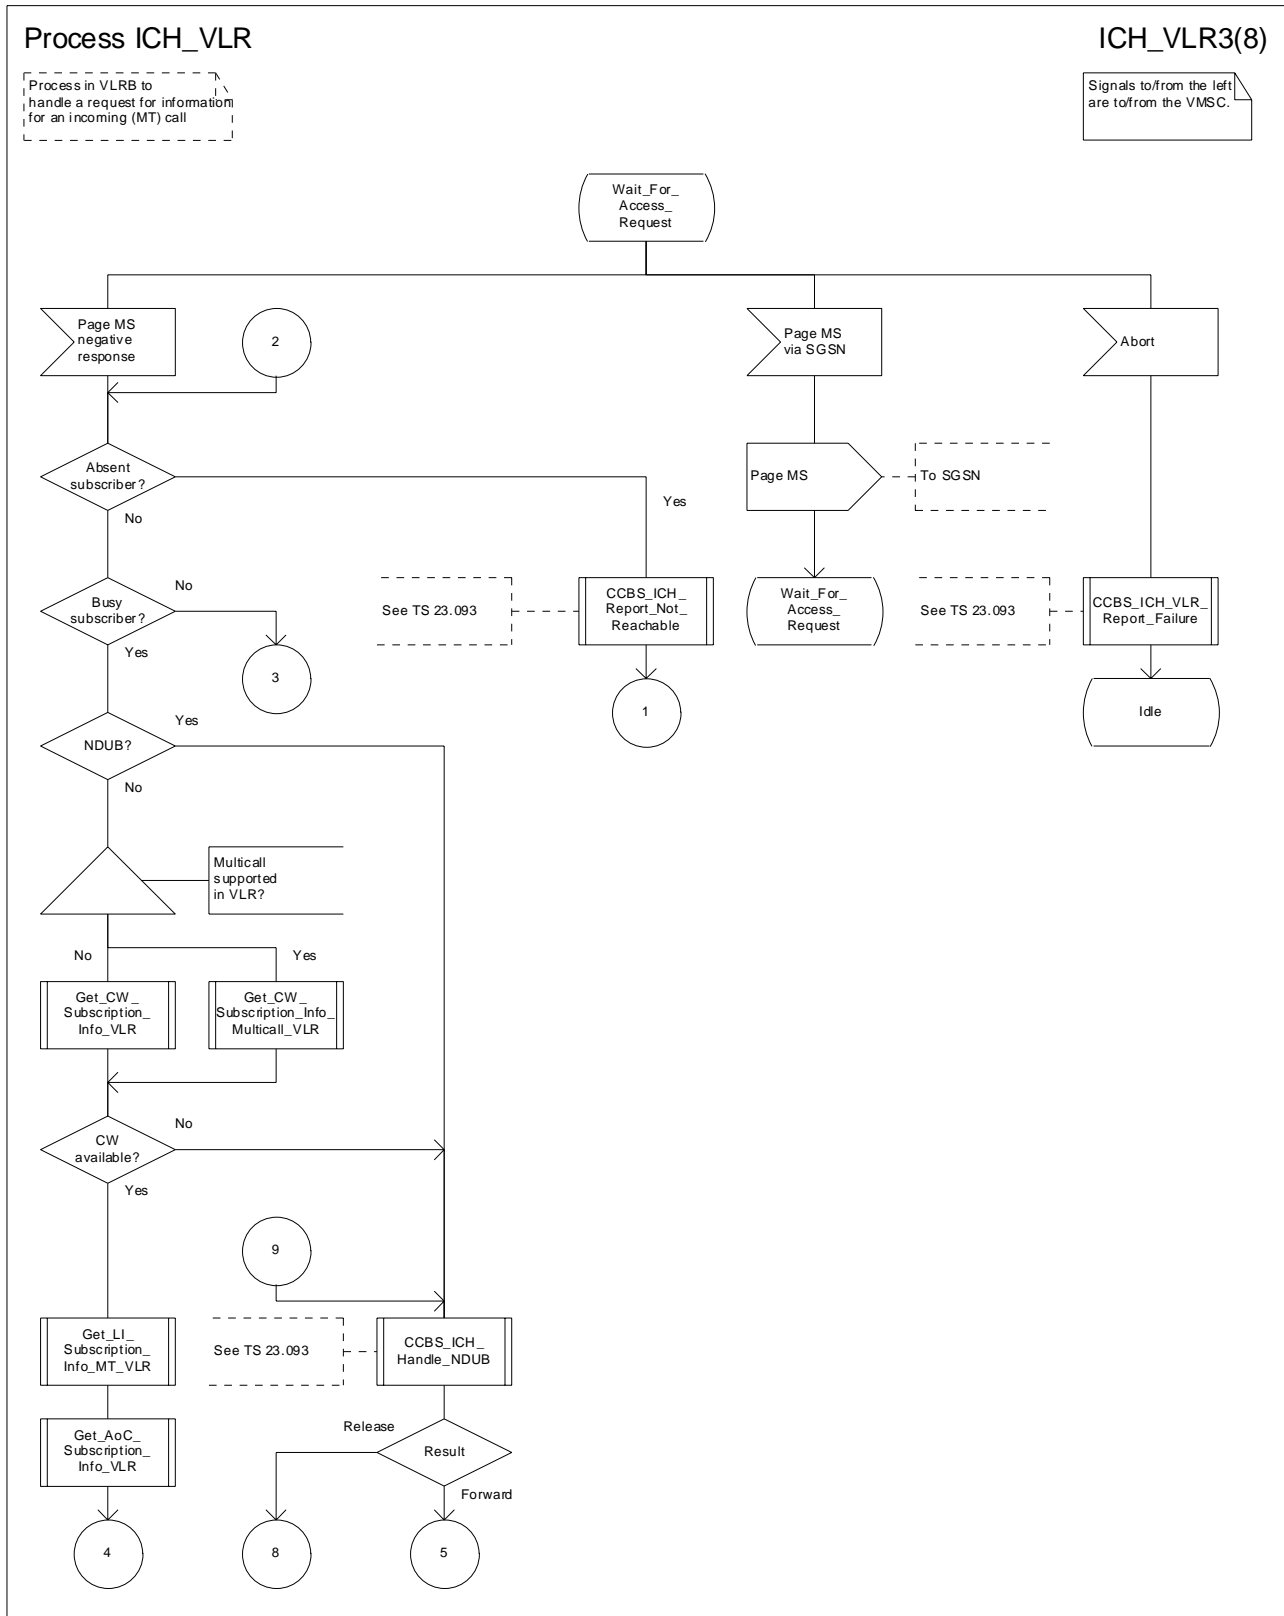 Process ICH_VLR
ICH_VLR3(8)
Process in VLRB to
handle a request for information
for an incoming (MT) call
Signals to/from the left
are to/from the VMSC.
Wait_For_
Access_
Request
Page MS
negative
response
2
Page MS
via SGSN
Abort
Absent
subscriber?
Yes
No
Page MS
To SGSN
Busy
subscriber?
No
Yes
See TS 23.093
CCBS_ICH_
Report_Not_
Reachable
Wait_For_
Access_
Request
See TS 23.093
CCBS_ICH_VLR_
Report_Failure
3
1
Idle
NDUB?
Yes
No
Multicall
supported
in VLR?
No
Yes
Get_CW_
Subscription_
Info_VLR
Get_CW_
Subscription_Info_
Multicall_VLR
CW
available?
No
Yes
9
Get_LI_
Subscription_
Info_MT_VLR
See TS 23.093
CCBS_ICH_
Handle_NDUB
Get_AoC_
Subscription_
Info_VLR
Release
Result
Forward
4
8
5